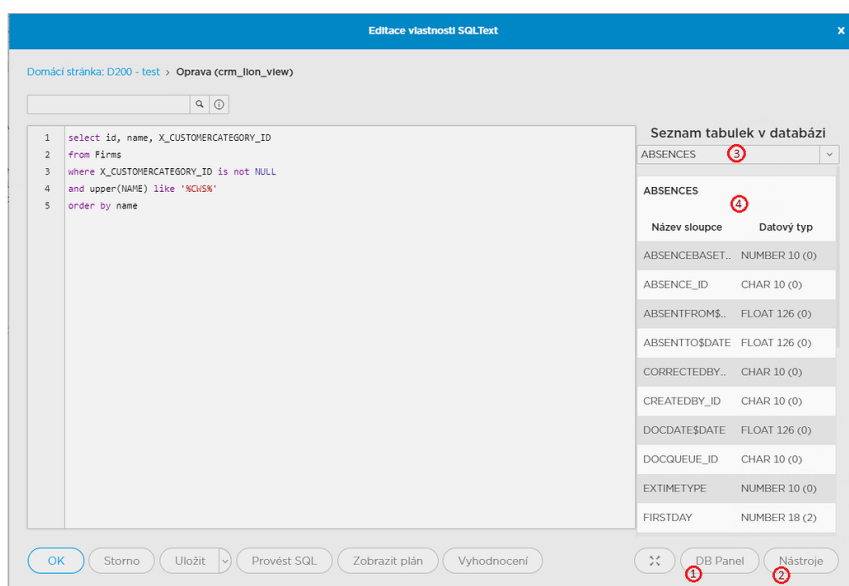 Editace vlastnosti SQLText x
Domácí stránka: D200 - test › Oprava (crm_lion_view)
1 select id, name, X_CUSTOMERCATEGORY_ID
2 from Firms
3 where X_CUSTOMERCATEGORY_ID is not NULL
4 and upper(NAME) like '%CWS%'
5 order by name
Seznam tabulek v databázi
ABSENCES 3
ABSENCES
4
Název sloupce Datový typ
ABSENCEBASET.. NUMBER 10 (0)
ABSENCE_ID CHAR 10 (0)
ABSENTFROM$.. FLOAT 126 (0)
ABSENTTO$DATE FLOAT 126 (0)
CORRECTEDBY.. CHAR 10 (0)
CREATEDBY_ID CHAR 10 (0)
DOCDATE$DATE FLOAT 126 (0)
DOCQUEUE_ID CHAR 10 (0)
EXTIMETYPE NUMBER 10 (0)
FIRSTDAY NUMBER 18 (2)
OK Storno Uložit Provést SQL Zobrazit plán Vyhodnocení DB Panel Nástroje
1 2